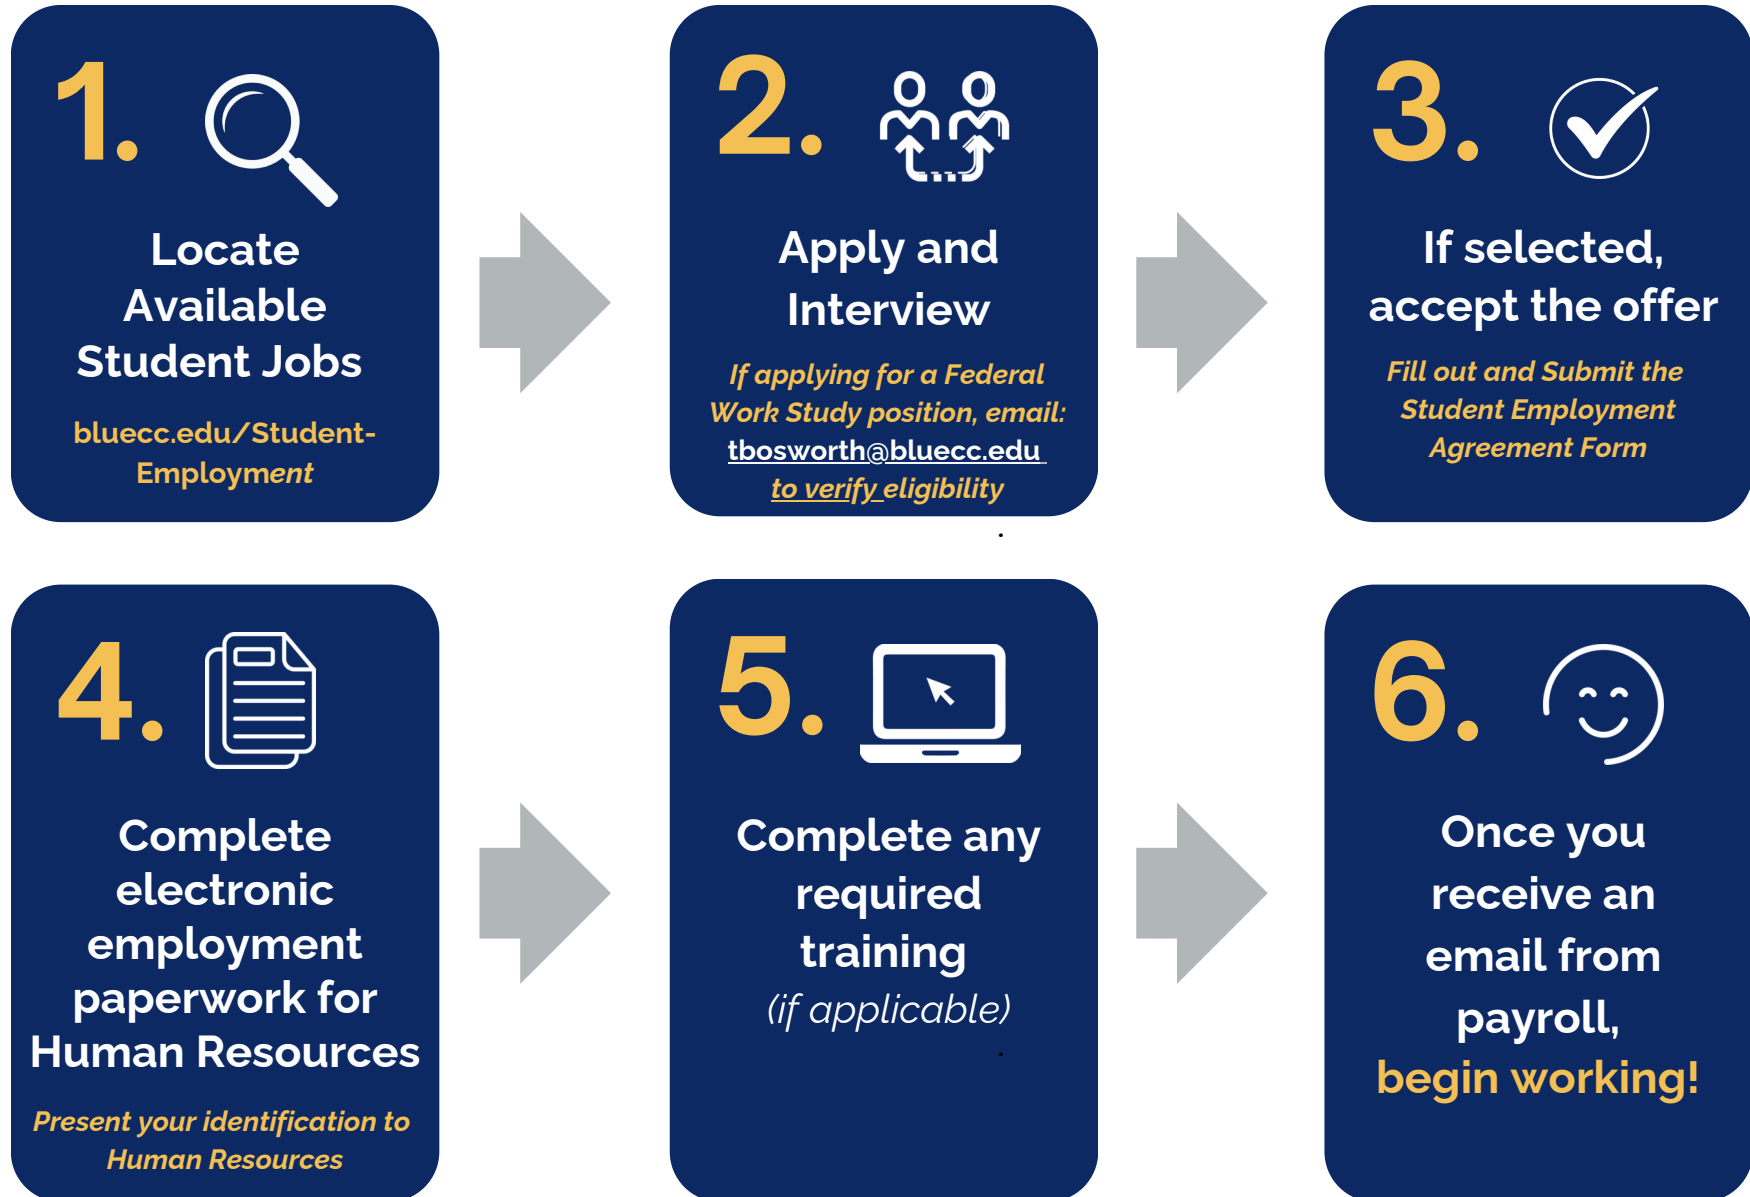 1.
Locate
Available
Student Jobs
bluecc.edu/Student-
Employment
2.
Apply and
Interview
If applying for a Federal
Work Study position, email:
tbosworth@bluecc.edu
to verify eligibility
.
3.
If selected,
accept the offer
Fill out and Submit the
Student Employment
Agreement Form
4.
Complete
electronic
employment
paperwork for
Human Resources
Present your identification to
Human Resources
5.
Complete any
required
training
(if applicable)
.
6.
Once you
receive an
email from
payroll,
begin working!